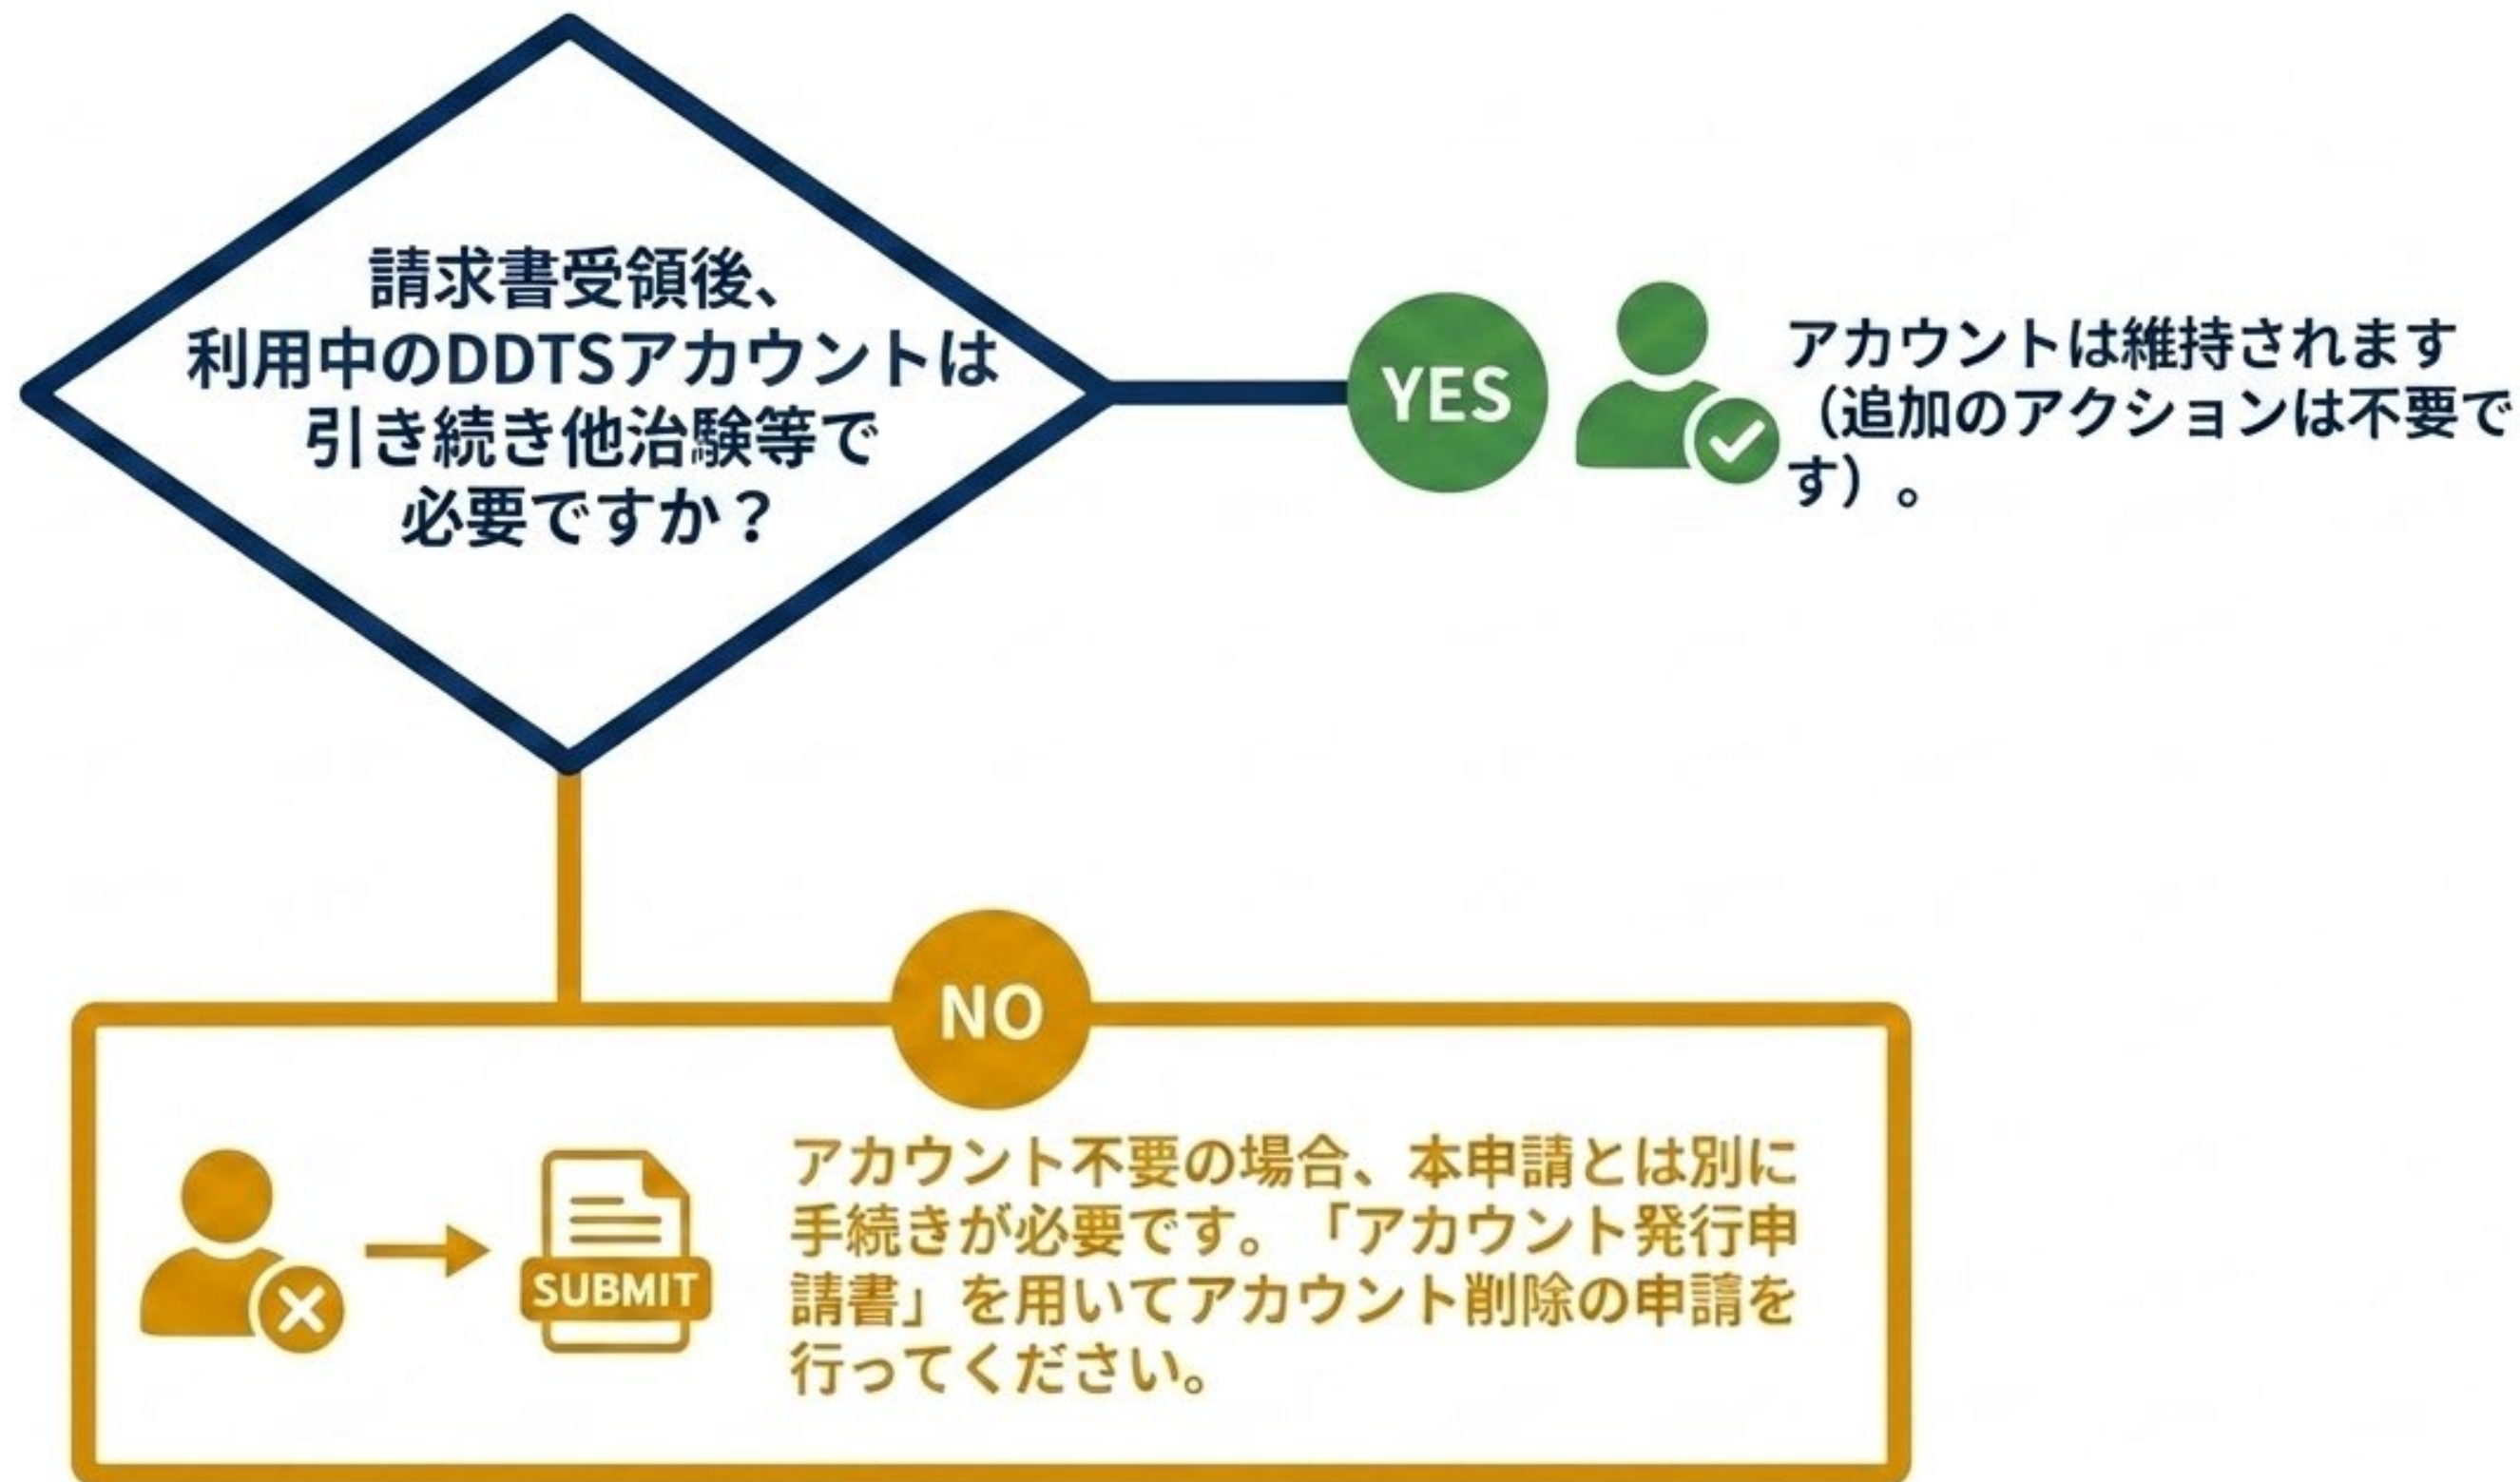 請求書受領後、
利用中のDDTSアカウントは
引き続き他治験等で
必要ですか？
YES
アカウントは維持されます
（追加のアクションは不要で
す）。
NO
SUBMIT
アカウント不要の場合、本申請とは別に
手続きが必要です。「アカウント発行申
請書」を用いてアカウント削除の申請を
行ってください。